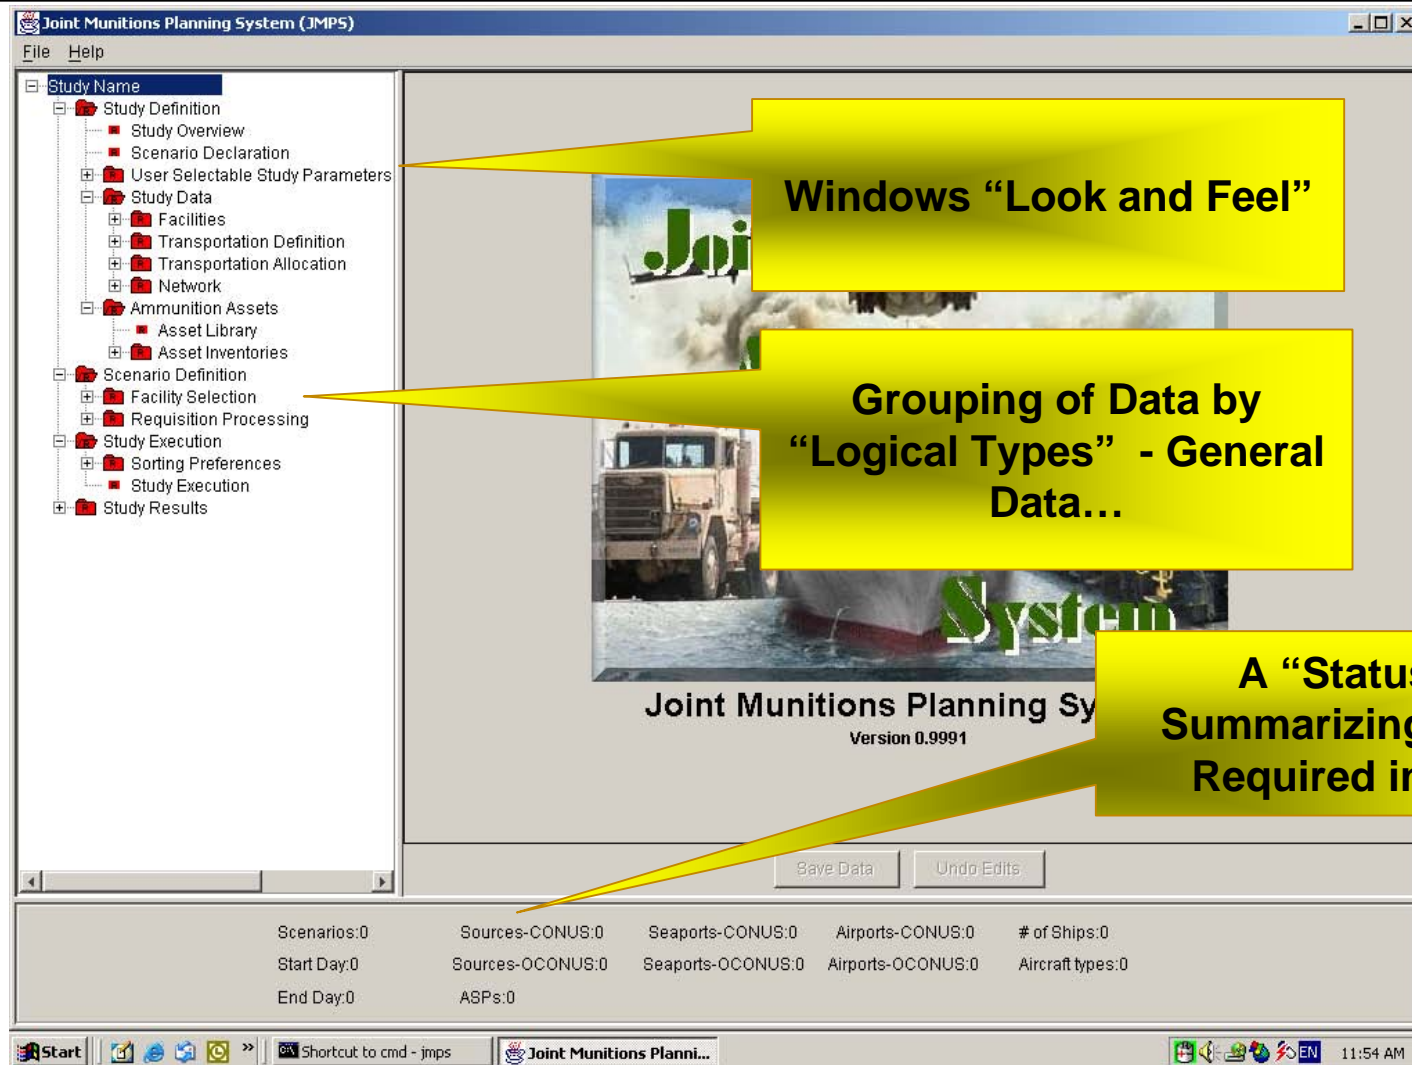 Joint Munitions Planning System (JMPS)
File Help
Study Name
Study Definition
Study Overview
Scenario Declaration
User Selectable Study Parameters
Study Data
Facilities
Transportation Definition
Transportation Allocation
Network
Ammunition Assets
Asset Library
Asset Inventories
Scenario Definition
Facility Selection
Requisition Processing
Study Execution
Sorting Preferences
Study Execution
Study Results
Windows “Look and Feel”
Grouping of Data by
“Logical Types” - General
Data…
System
Joint Munitions Planning Sy
Version 0.9991
A “Status
Summarizing
Required in
Save Data Undo Edits
Scenarios:0 Sources-CONUS:0 Seaports-CONUS:0 Airports-CONUS:0 # of Ships:0
Start Day:0 Sources-OCONUS:0 Seaports-OCONUS:0 Airports-OCONUS:0 Aircraft types:0
End Day:0 ASPs:0
Start » Shortcut to cmd - jmps Joint Munitions Planni... EN 11:54 AM